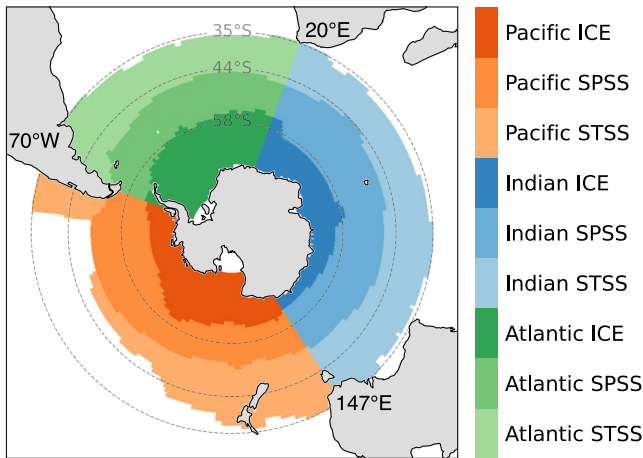 35°S
20°E
44°S
58°S
70°W
147°E
Pacific ICE
Pacific SPSS
Pacific STSS
Indian ICE
Indian SPSS
Indian STSS
Atlantic ICE
Atlantic SPSS
Atlantic STSS